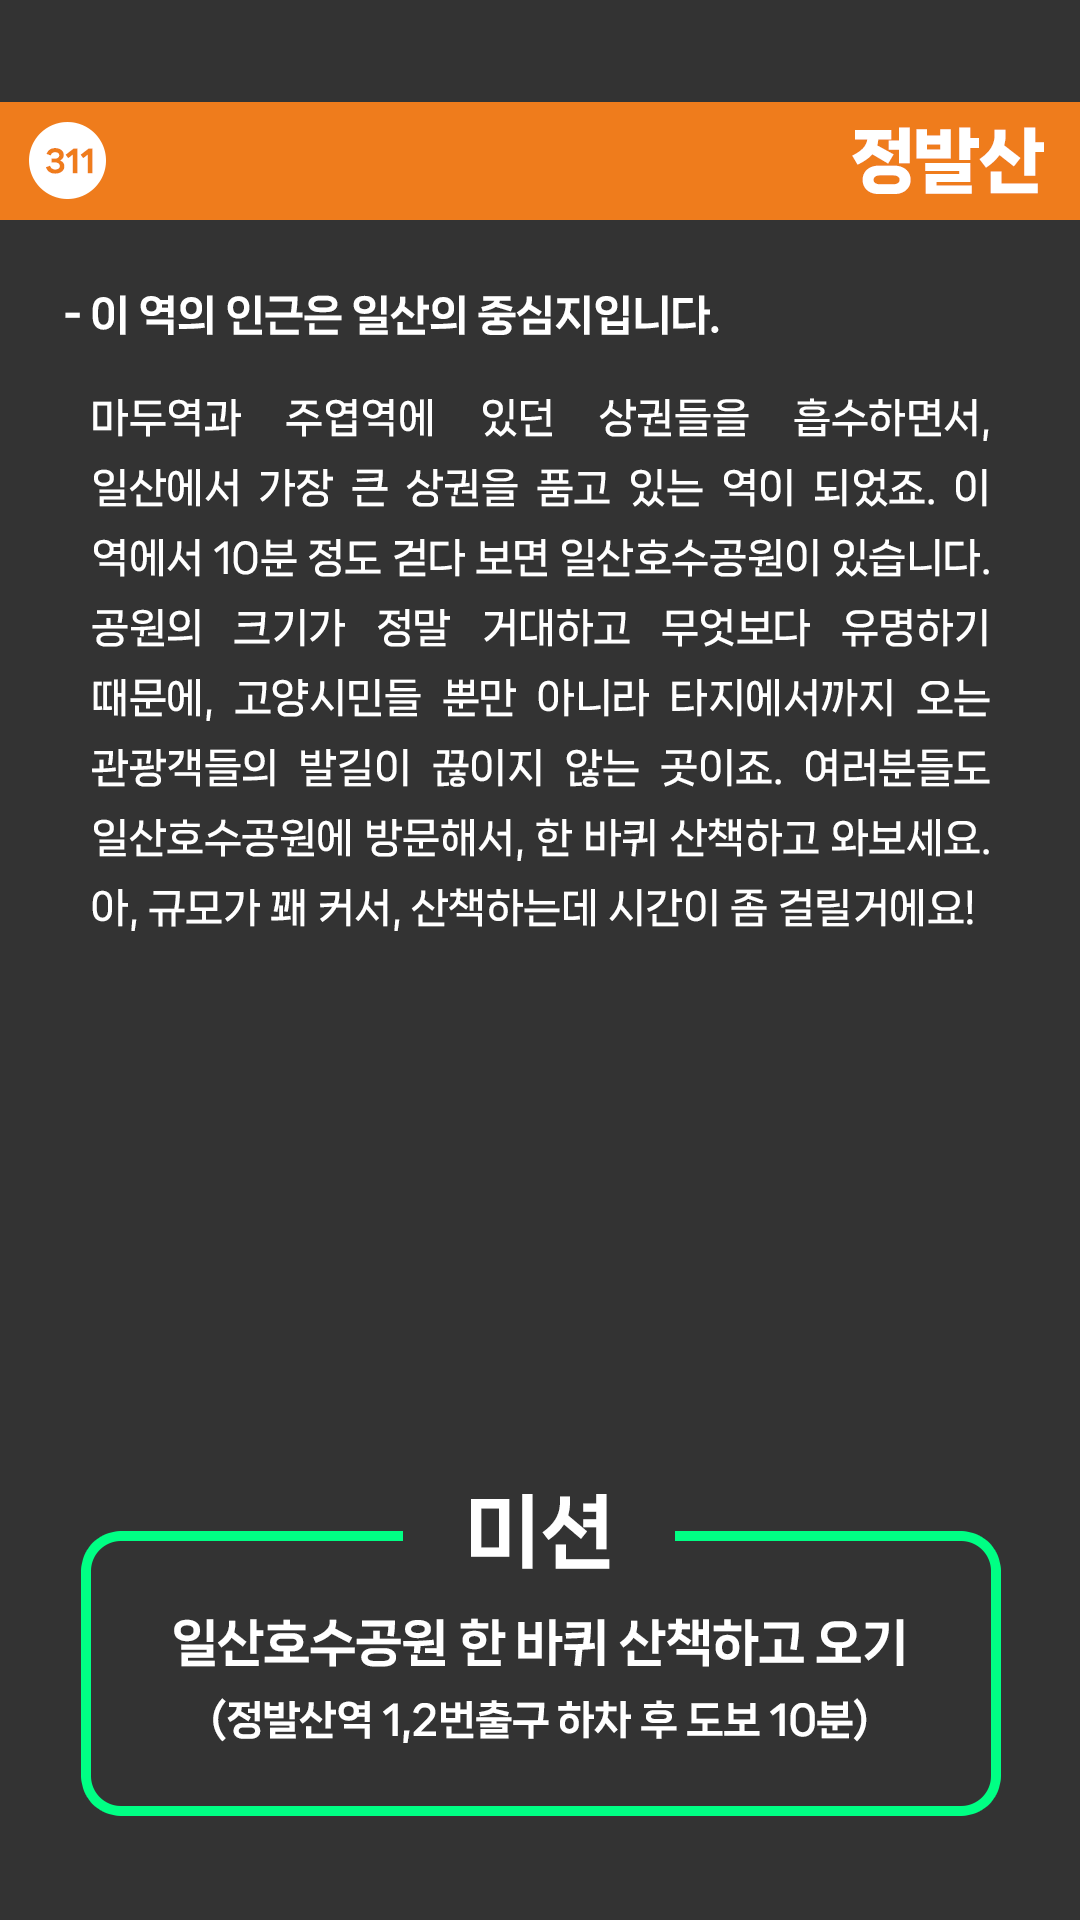 311
정발산
- 이 역의 인근은 일산의 중심지입니다.
마두역과 주엽역에 있던 상권들을 흡수하면서,
일산에서 가장 큰 상권을 품고 있는 역이 되었죠. 이
역에서 10분 정도 걷다 보면 일산호수공원이 있습니다.
공원의 크기가 정말 거대하고 무엇보다 유명하기
때문에, 고양시민들 뿐만 아니라 타지에서까지 오는
관광객들의 발길이 끊이지 않는 곳이죠. 여러분들도
일산호수공원에 방문해서, 한 바퀴 산책하고 와보세요.
아, 규모가 꽤 커서, 산책하는데 시간이 좀 걸릴거에요!
미션
일산호수공원 한 바퀴 산책하고 오기
(정발산역 1,2번출구 하차 후 도보 10분)